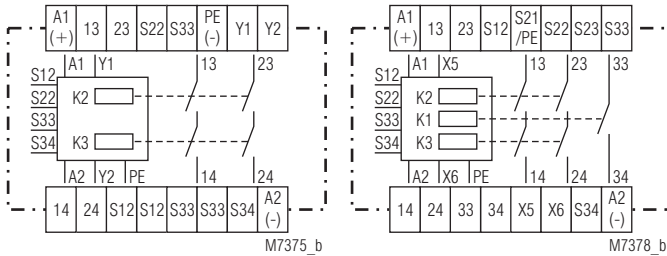 A1 (+) 13 23 S22 S33 PE (-) Y1 Y2
A1 Y1 13 23
S12
S22 K2
S33
S34 K3
A2 Y2 PE 14 24
14 24 S12 S12 S33 S33 S34 A2 (-)
M7375_b
A1 (+) 13 23 S12 S21 /PE S22 S23 S33
A1 X5 13 23 33
S12
S22 K2
S33 K1
S34 K3
A2 X6 PE 14 24 34
14 24 33 34 X5 X6 S34 A2 (-)
M7378_b